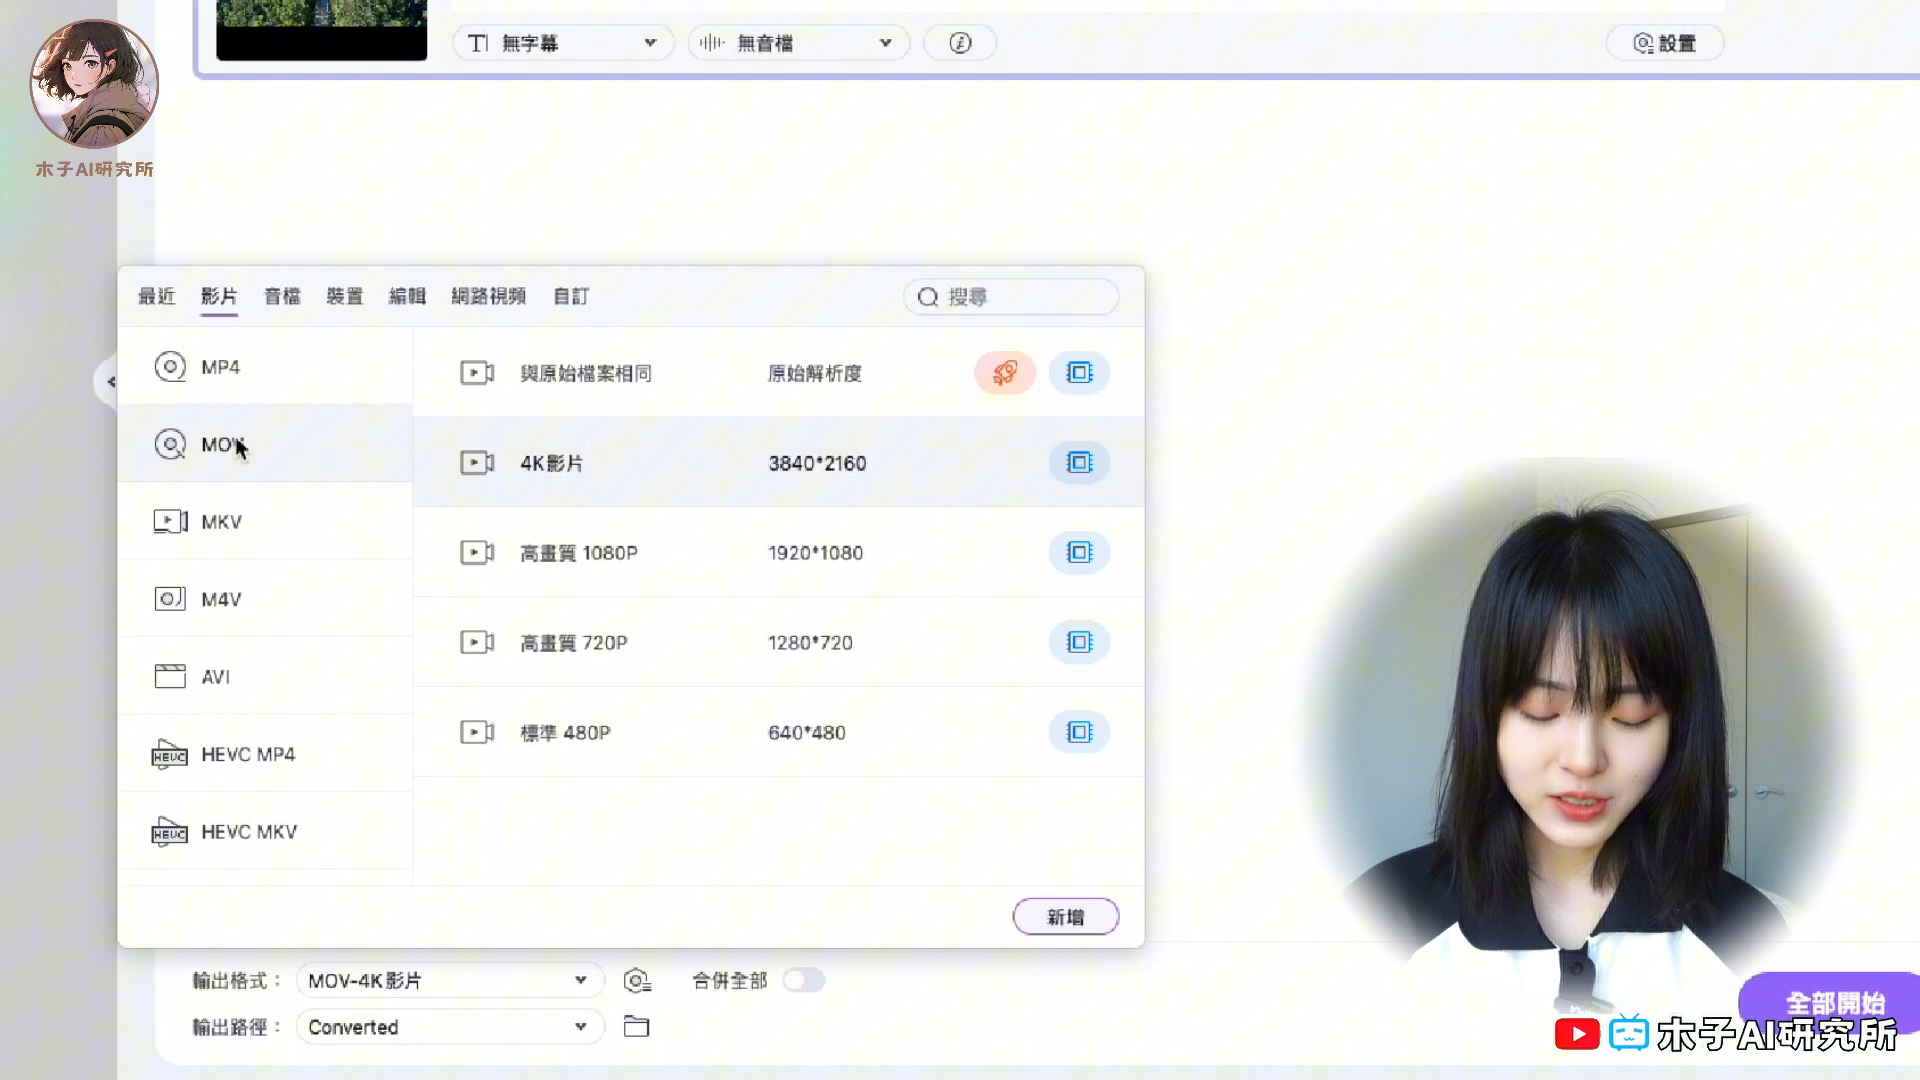 無字幕
無音檔
設置
木子AI研究所
最近 影片 音檔 裝置 編輯 網路視頻 自訂
搜尋
MP4
MOV
MKV
M4V
AVI
HEVC MP4
HEVC MKV
與原始檔案相同 原始解析度
4K影片 3840*2160
高畫質 1080P 1920*1080
高畫質 720P 1280*720
標準 480P 640*480
新增
輸出格式： MOV-4K影片
合併全部
輸出路徑： Converted
全部開始
木子AI研究所